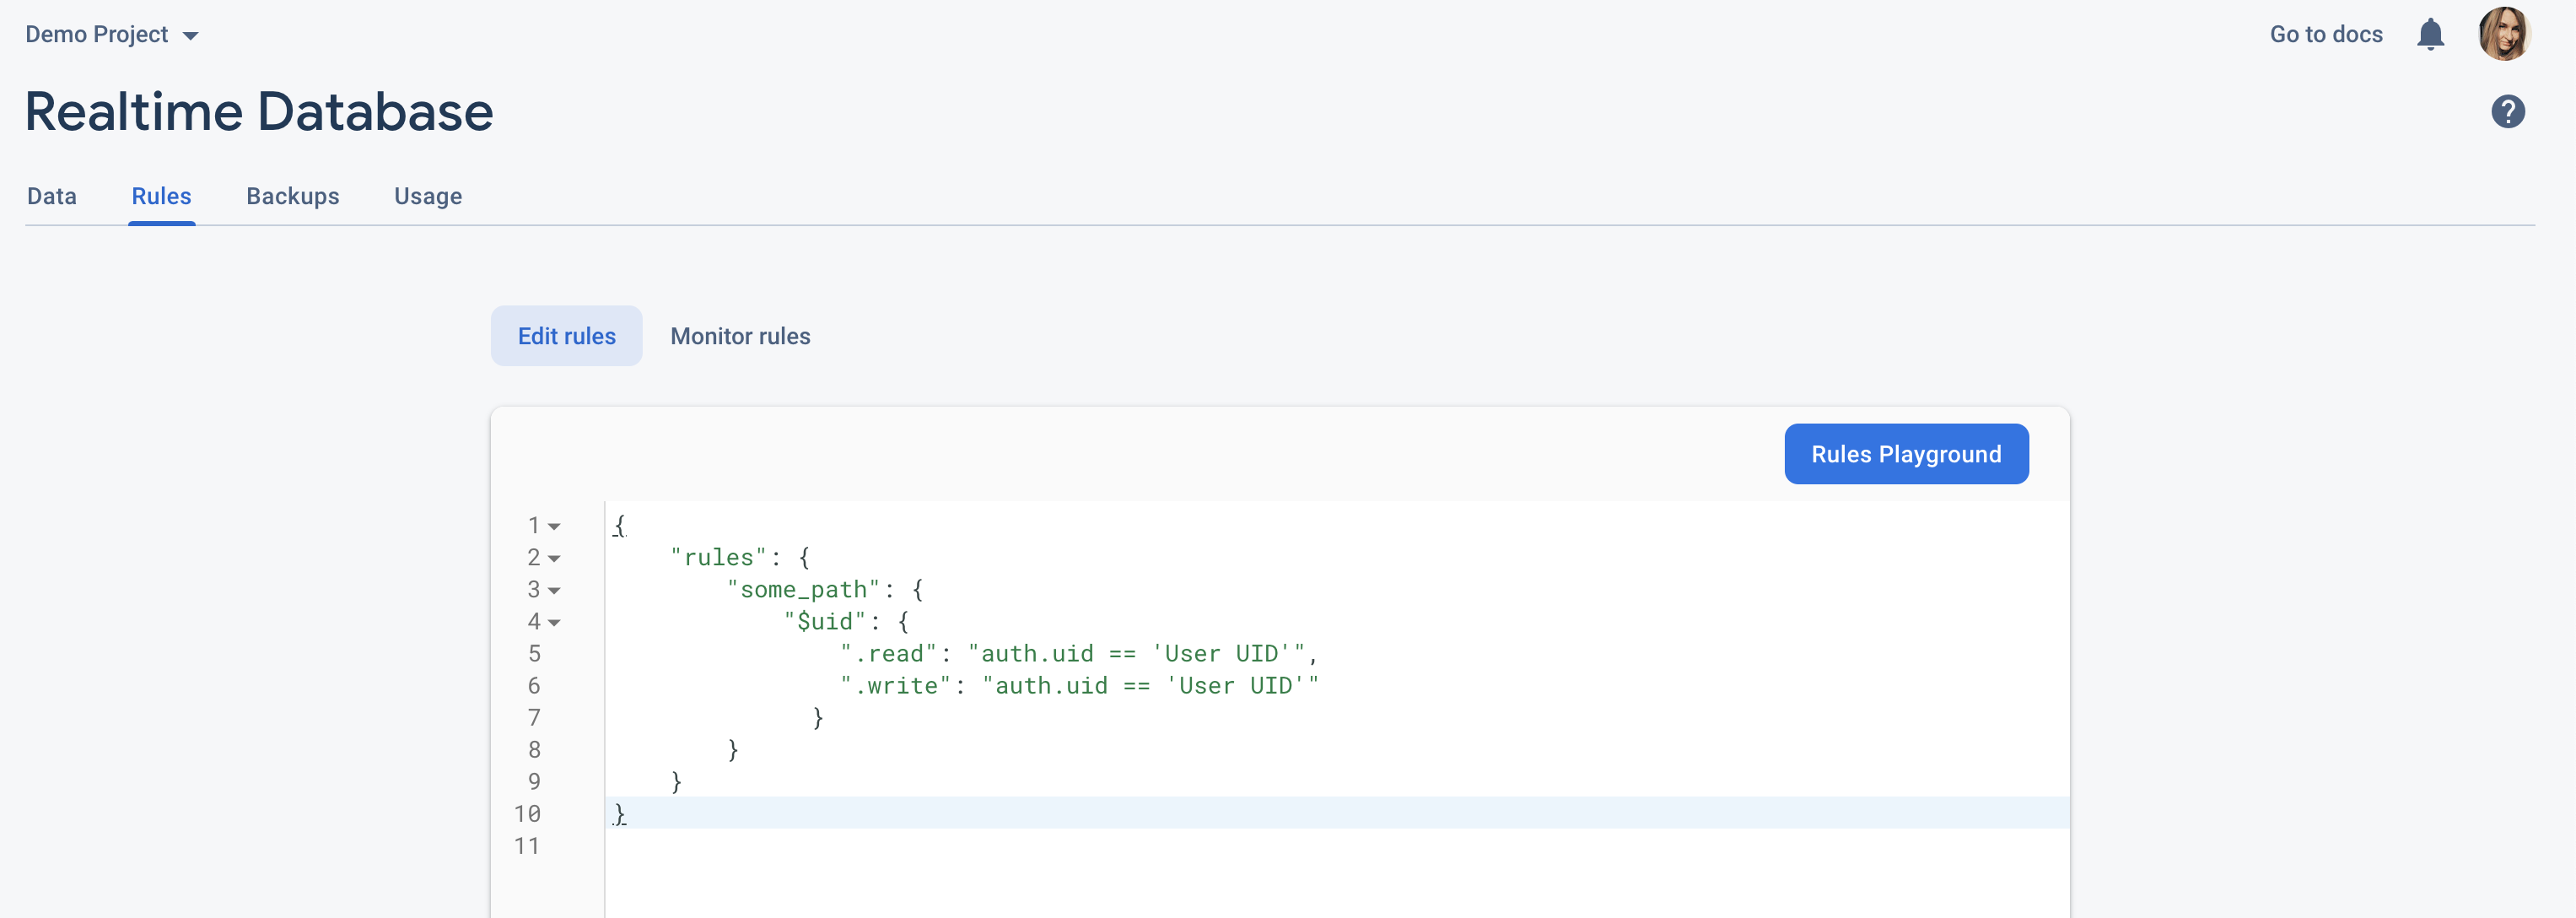 Demo Project
Go to docs
Realtime Database
?
Data Rules Backups Usage
Edit rules Monitor rules
Rules Playground
1 {
2 "rules": {
3 "some_path": {
4 "$uid": {
5 ".read": "auth.uid == 'User UID'",
6 ".write": "auth.uid == 'User UID'"
7 }
8 }
9 }
10 }
11